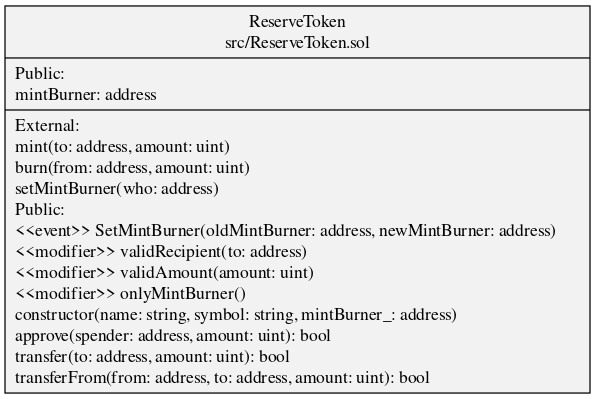 ReserveToken
src/ReserveToken.sol
Public:
mintBurner: address
External:
mint(to: address, amount: uint)
burn(from: address, amount: uint)
setMintBurner(who: address)
Public:
<<event>> SetMintBurner(oldMintBurner: address, newMintBurner: address)
<<modifier>> validRecipient(to: address)
<<modifier>> validAmount(amount: uint)
<<modifier>> onlyMintBurner()
constructor(name: string, symbol: string, mintBurner_: address)
approve(spender: address, amount: uint): bool
transfer(to: address, amount: uint): bool
transferFrom(from: address, to: address, amount: uint): bool